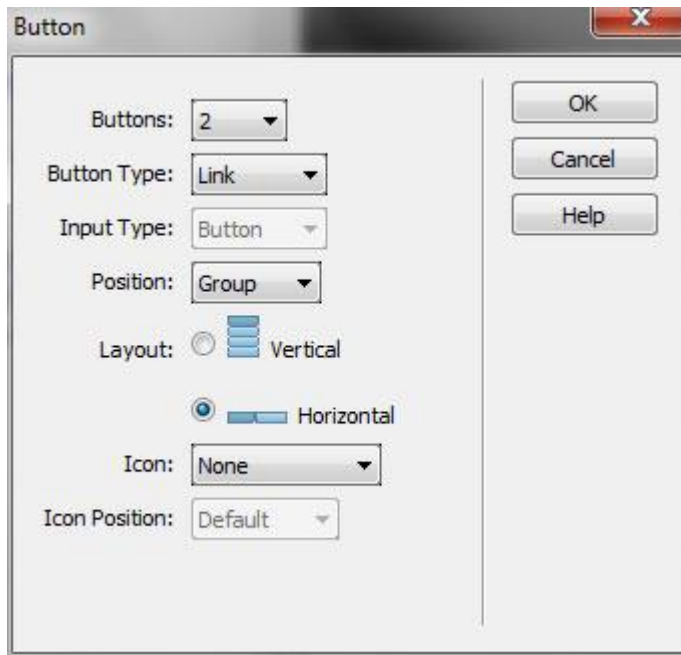 Button
Buttons: 2
Button Type: Link
Input Type: Button
Position: Group
Layout: Vertical
Horizontal
Icon: None
Icon Position: Default
OK
Cancel
Help